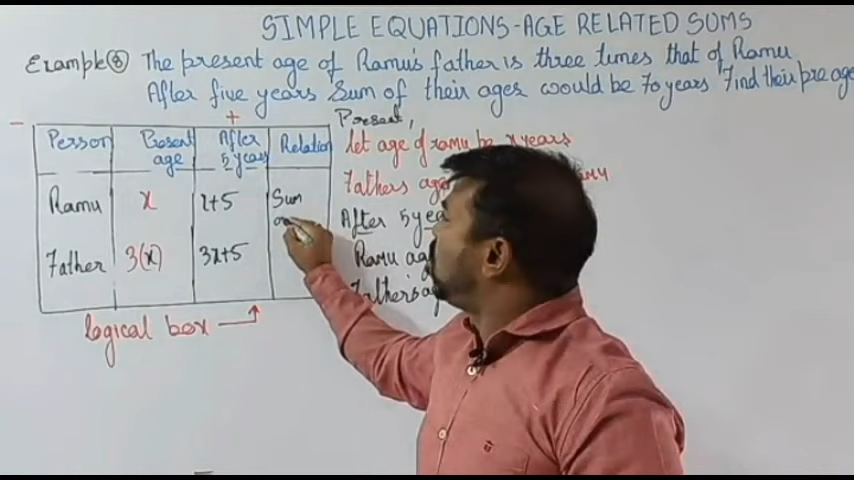 SIMPLE EQUATIONS-AGE RELATED SUMS
Example ⑧ The present age of Ramu's father is three times that of Ramu.
After five years Sum of their ages would be 70 years Find their pre age
- +
Person Present age After 5 years Relation
Ramu x x+5 Sum
Father 3(x) 3x+5
logical box
Present,
let age of ramu be x years
Fathers age
After 5 yea
Ramu ag
Father's ag